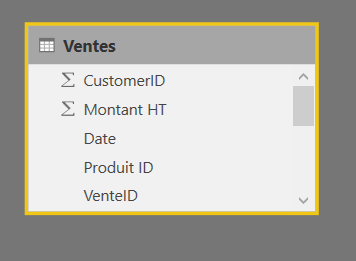 Ventes
CustomerID
Montant HT
Date
Produit ID
VenteID